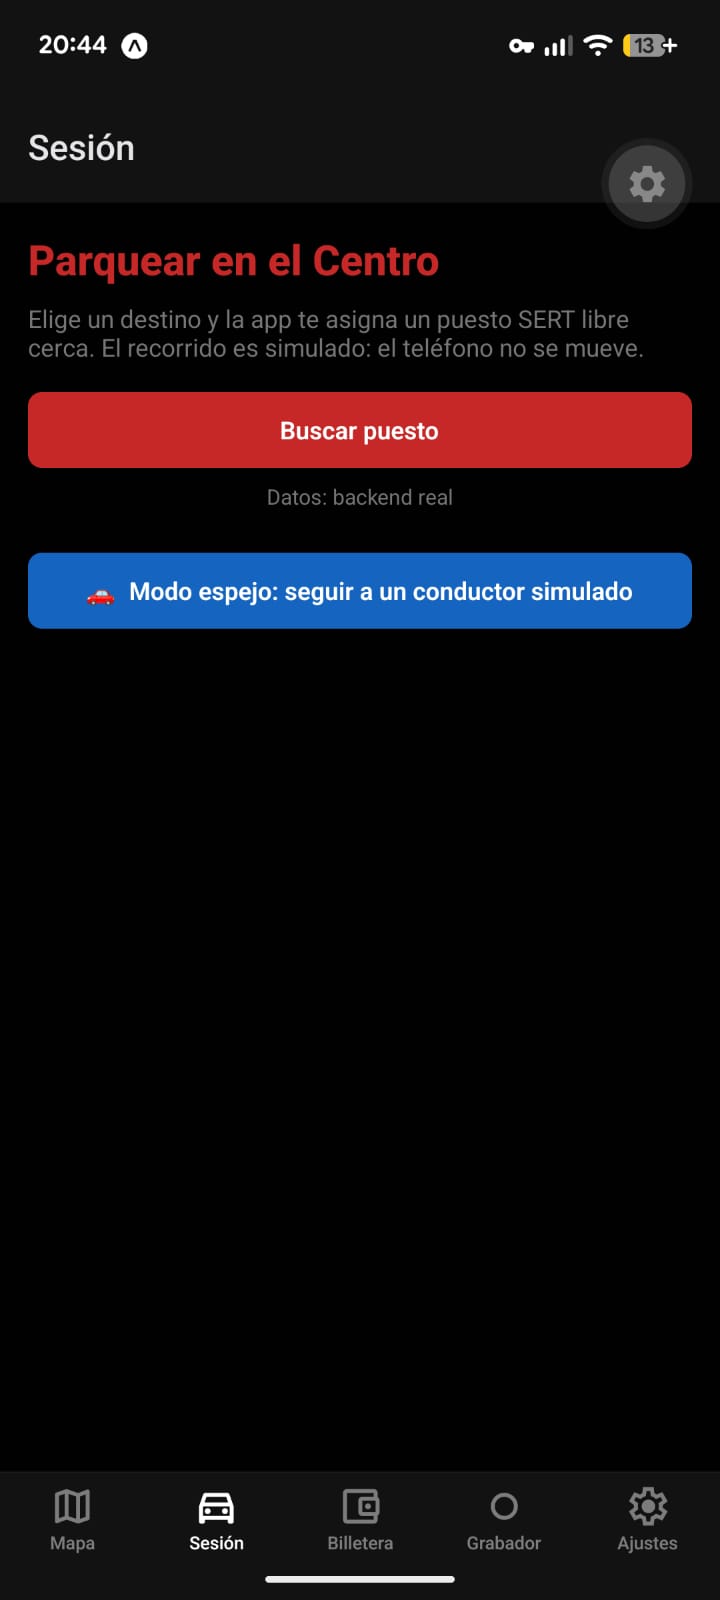 20:44
13
Sesión
Parquear en el Centro
Elige un destino y la app te asigna un puesto SERT libre
cerca. El recorrido es simulado: el teléfono no se mueve.
Buscar puesto
Datos: backend real
🚗 Modo espejo: seguir a un conductor simulado
Mapa
Sesión
Billetera
Grabador
Ajustes